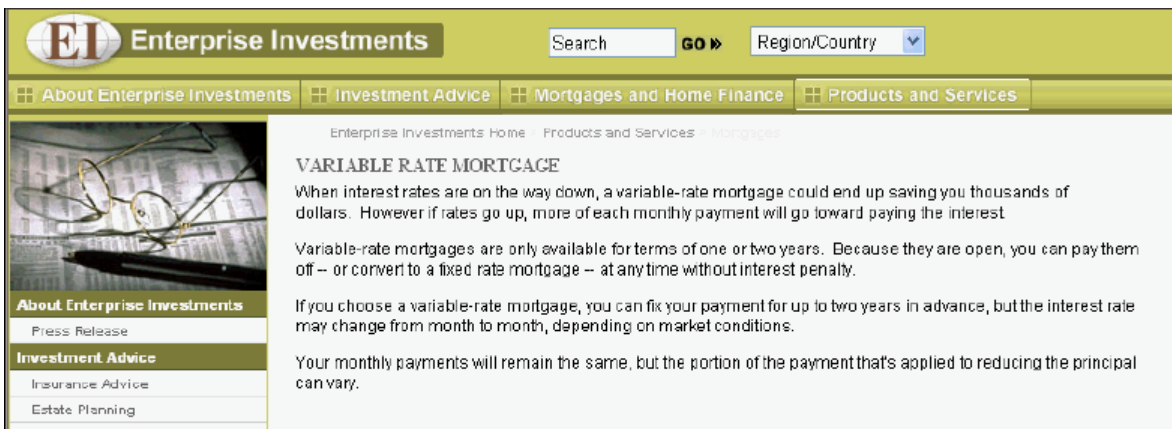 EI Enterprise Investments
Search GO » Region/Country
About Enterprise Investments Investment Advice Mortgages and Home Finance Products and Services
Enterprise Investments Home > Products and Services > Mortgages
VARIABLE RATE MORTGAGE
When interest rates are on the way down, a variable-rate mortgage could end up saving you thousands of
dollars. However if rates go up, more of each monthly payment will go toward paying the interest.
Variable-rate mortgages are only available for terms of one or two years. Because they are open, you can pay them
off -- or convert to a fixed rate mortgage -- at any time without interest penalty.
If you choose a variable-rate mortgage, you can fix your payment for up to two years in advance, but the interest rate
may change from month to month, depending on market conditions.
Your monthly payments will remain the same, but the portion of the payment that's applied to reducing the principal
can vary.
About Enterprise Investments
Press Release
Investment Advice
Insurance Advice
Estate Planning